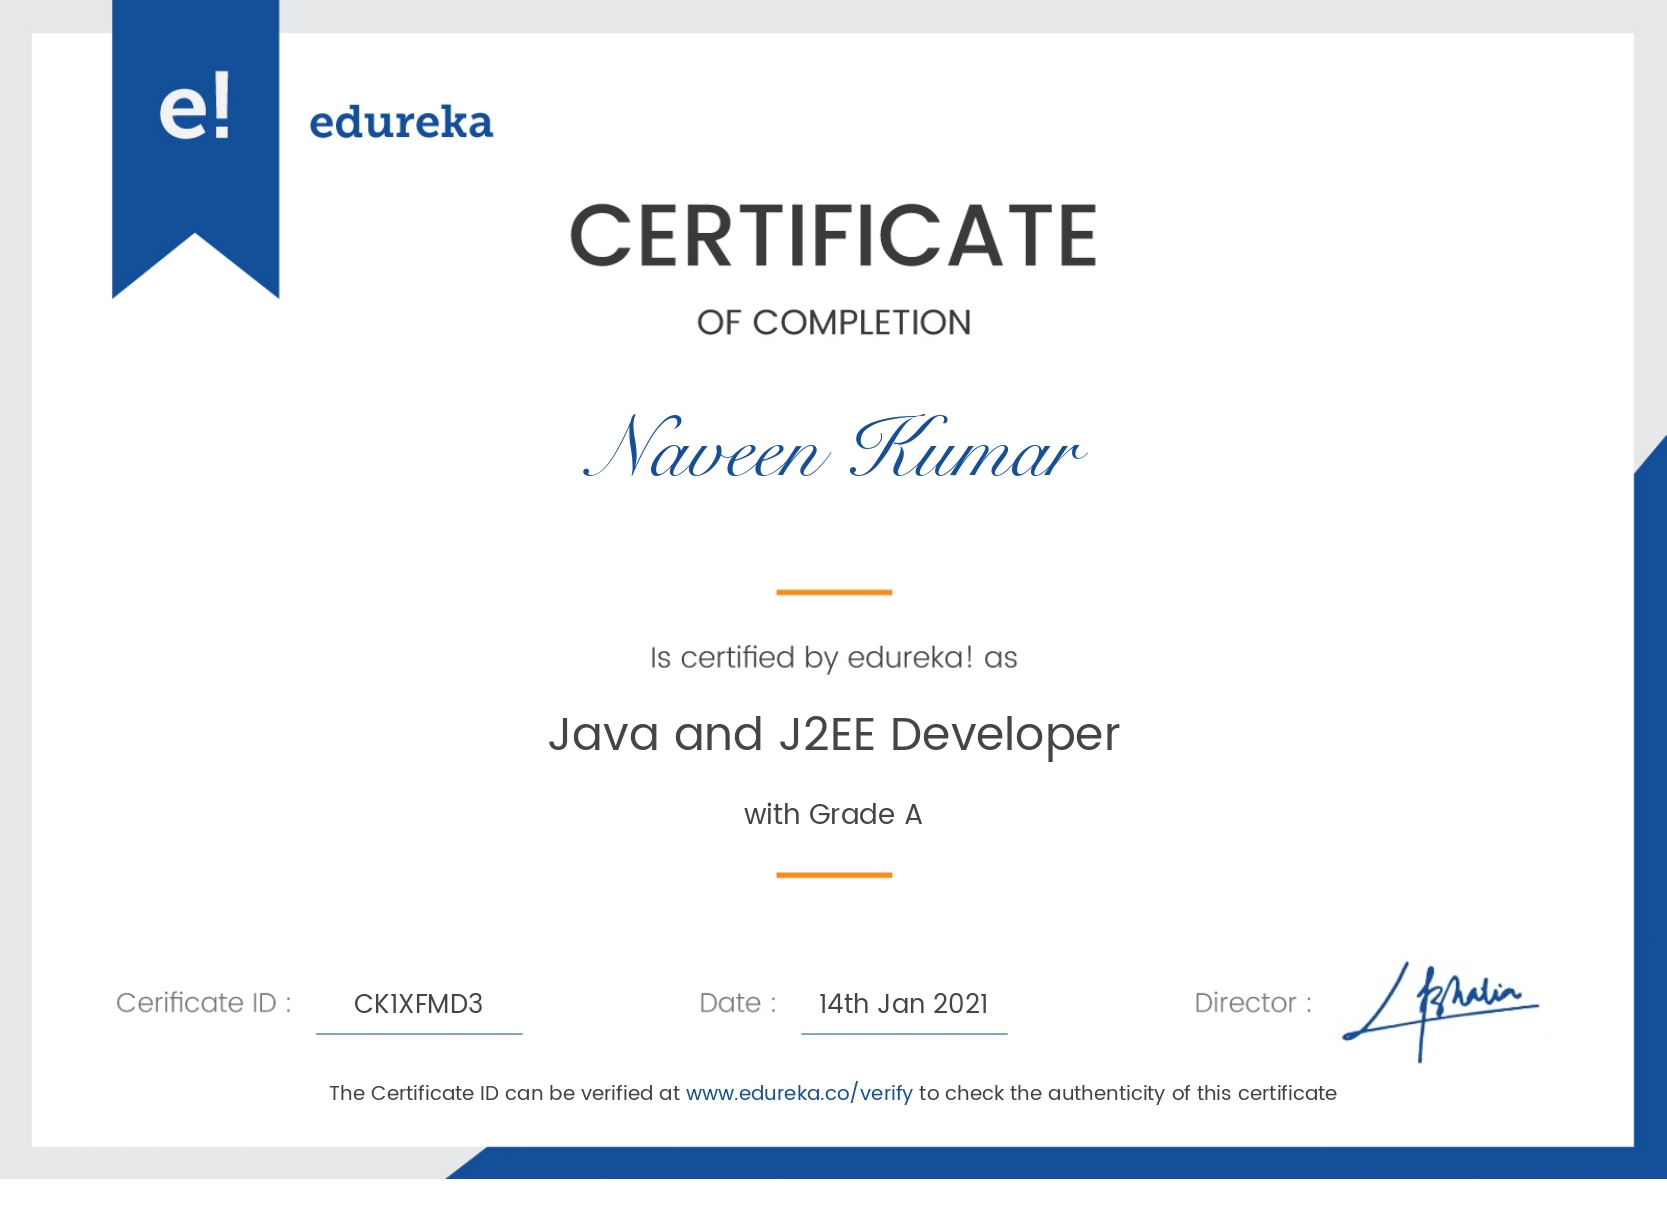 e!
edureka
CERTIFICATE
OF COMPLETION
Naveen Kumar
Is certified by edureka! as
Java and J2EE Developer
with Grade A
Cerificate ID : CK1XFMD3 Date : 14th Jan 2021 Director :
The Certificate ID can be verified at www.edureka.co/verify to check the authenticity of this certificate